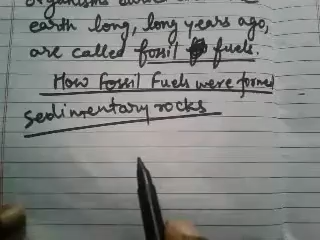 earth long, long years ago,
are called fossil fuels.
How Fossil Fuels were formed
Sedimentary rocks